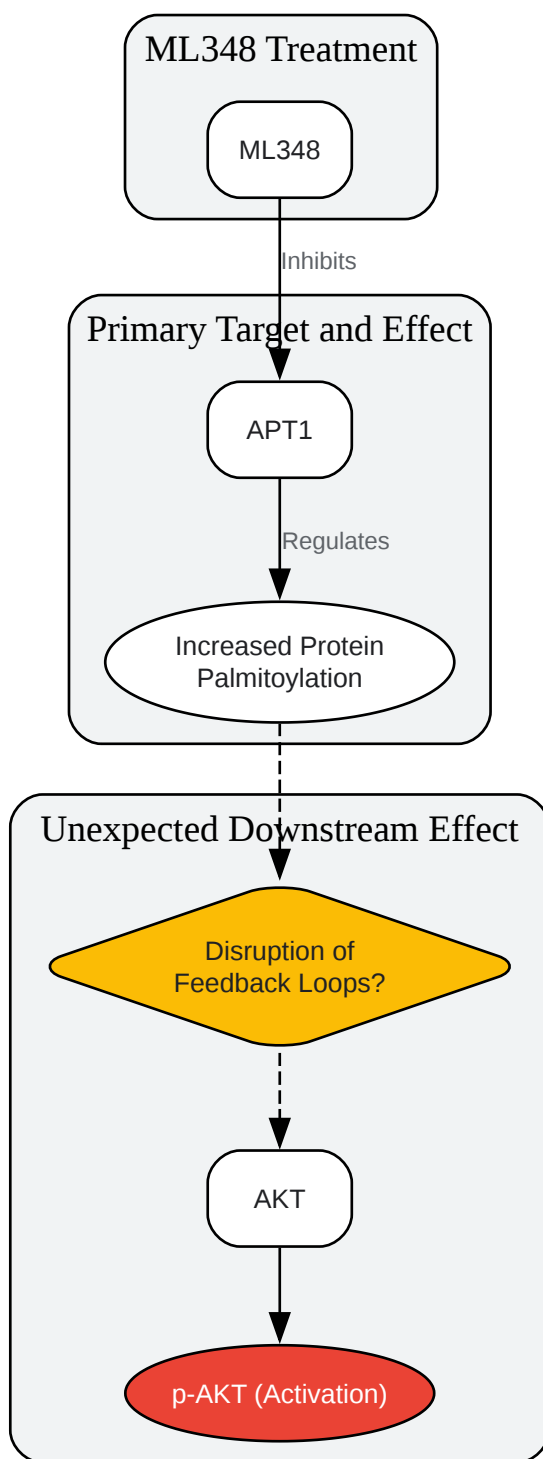 ML348 Treatment
ML348
Inhibits
Primary Target and Effect
APT1
Regulates
Increased Protein
Palmitoylation
Unexpected Downstream Effect
Disruption of
Feedback Loops?
AKT
p-AKT (Activation)